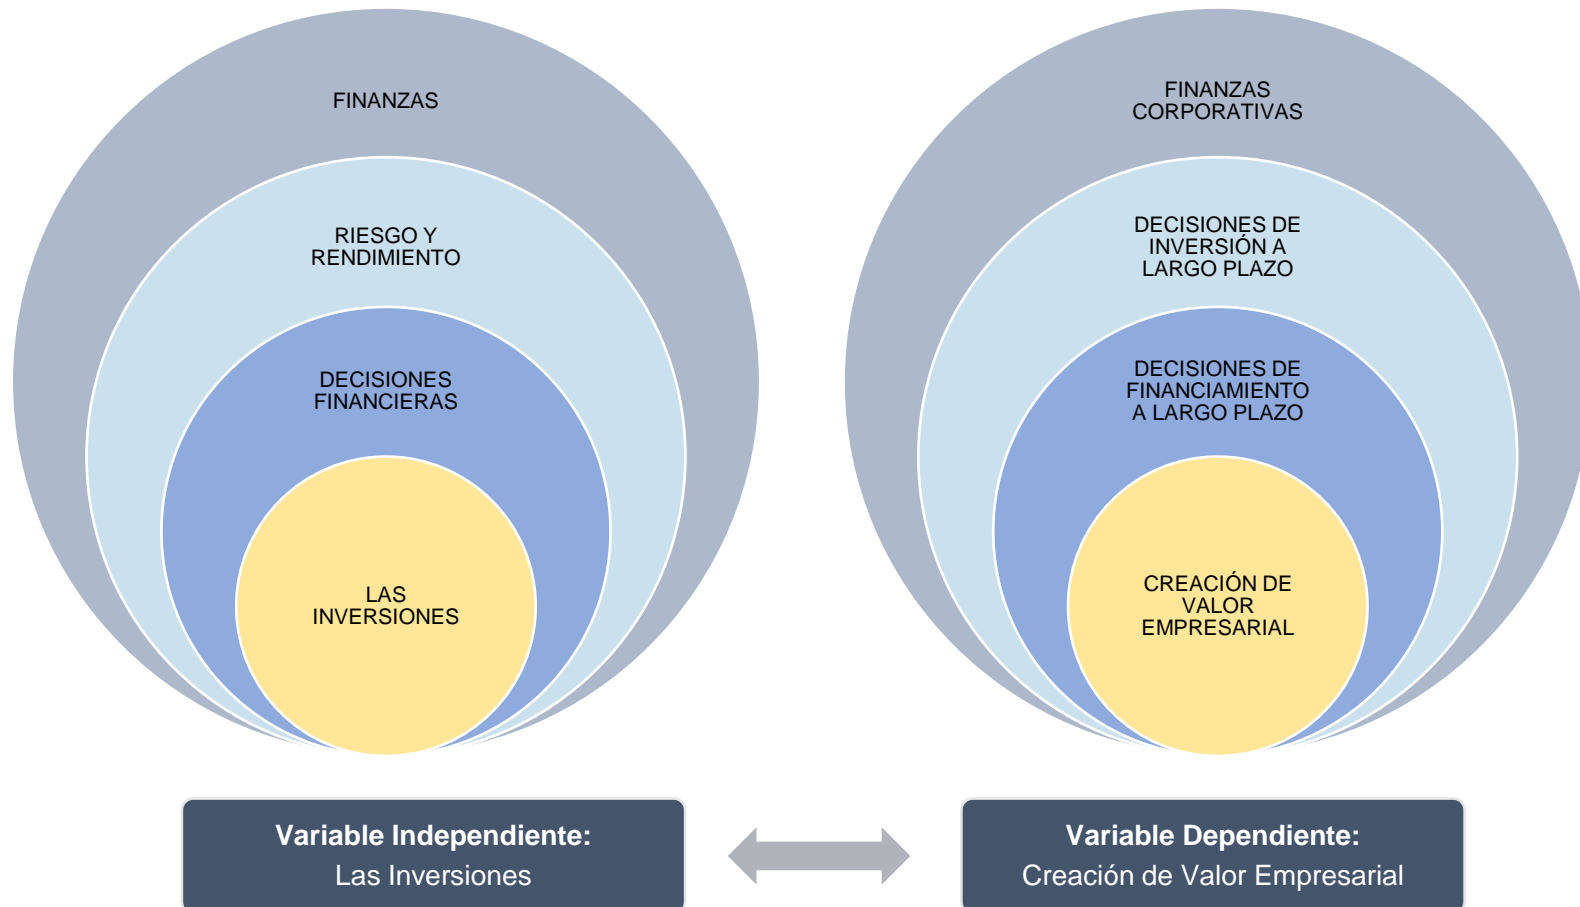 FINANZAS
RIESGO Y
RENDIMIENTO
DECISIONES
FINANCIERAS
LAS
INVERSIONES
FINANZAS
CORPORATIVAS
DECISIONES DE
INVERSIÓN A
LARGO PLAZO
DECISIONES DE
FINANCIAMIENTO
A LARGO PLAZO
CREACIÓN DE
VALOR
EMPRESARIAL
Variable Independiente:
Las Inversiones
Variable Dependiente:
Creación de Valor Empresarial